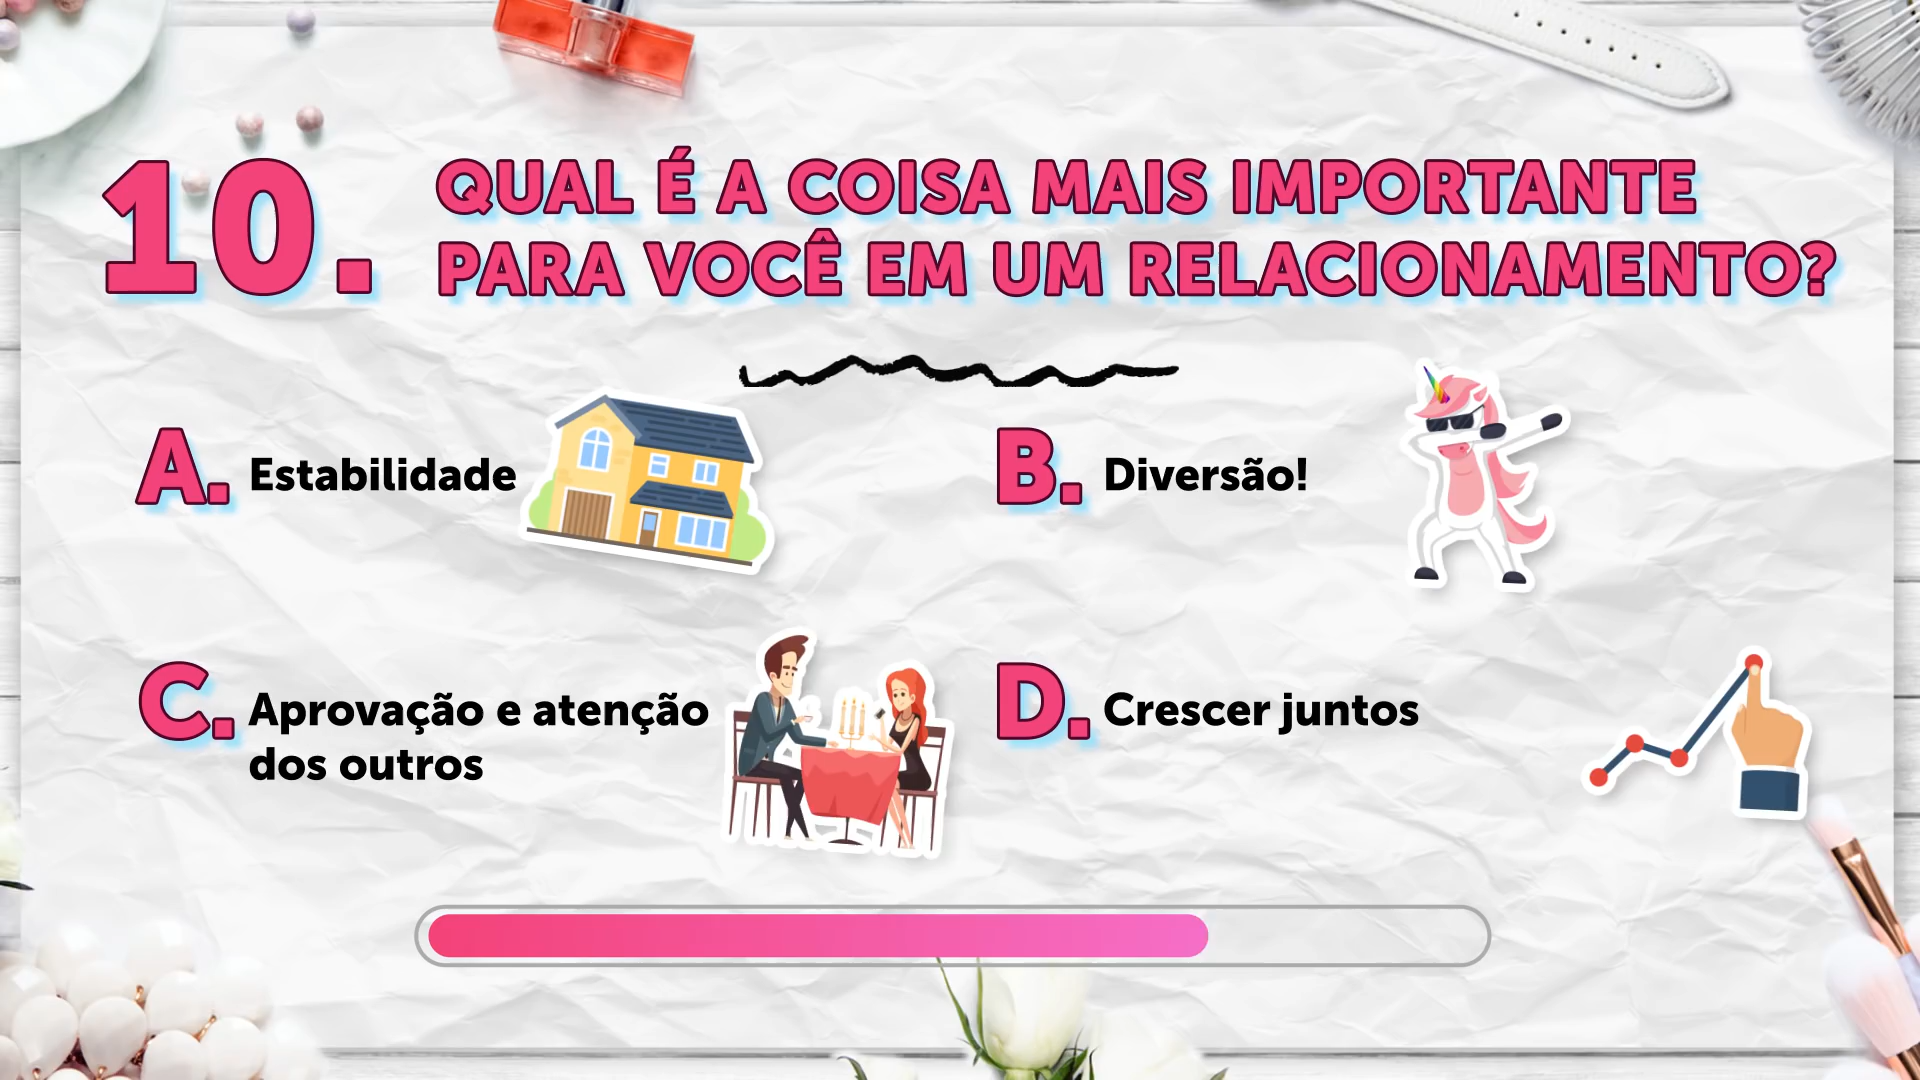 10.
QUAL É A COISA MAIS IMPORTANTE
PARA VOCÊ EM UM RELACIONAMENTO?
A. Estabilidade
B. Diversão!
C. Aprovação e atenção
dos outros
D. Crescer juntos